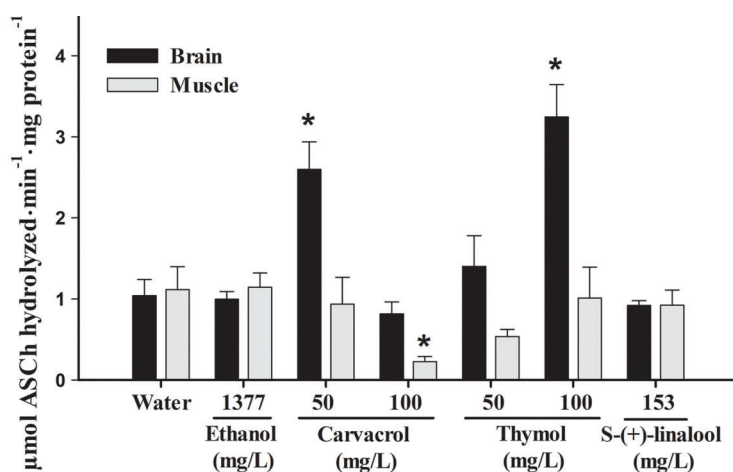 μmol ASCh hydrolyzed·min⁻¹·mg protein⁻¹
4
3
2
1
0
Brain
Muscle
*
*
*
Water
1377
50
100
50
100
153
Ethanol
Carvacrol
Thymol
S-(+)-linalool
(mg/L)
(mg/L)
(mg/L)
(mg/L)